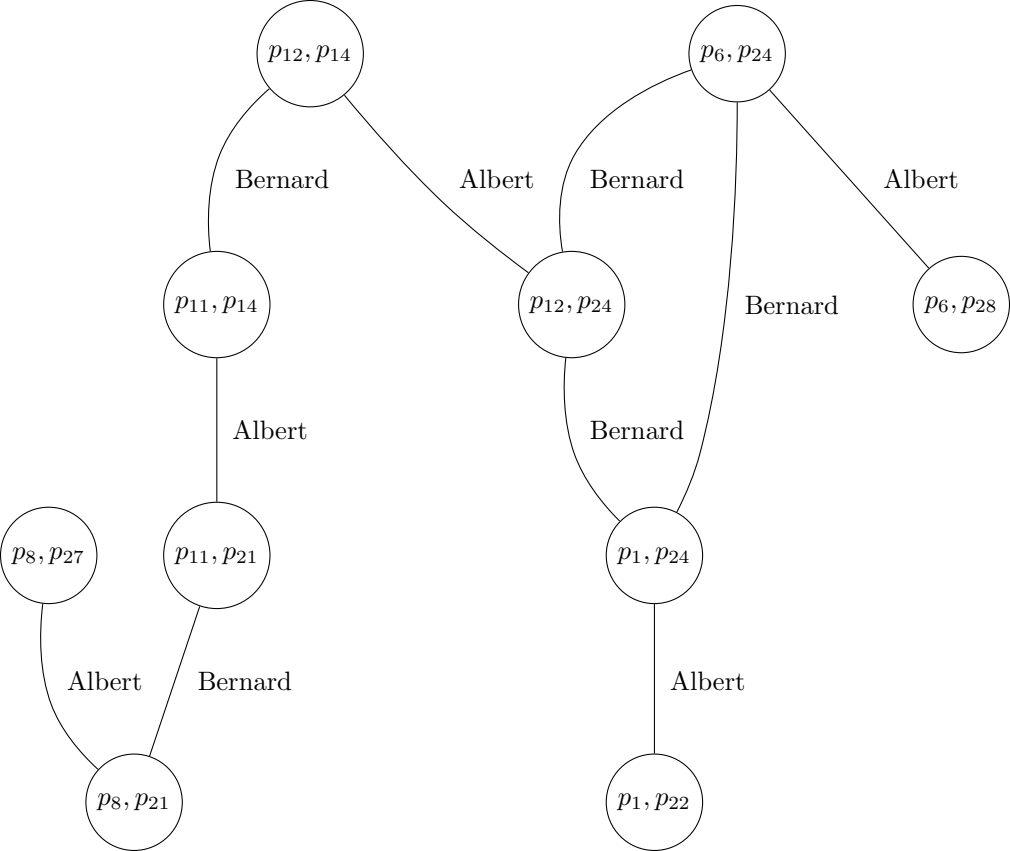 p₁₂, p₁₄
p₆, p₂₄
Bernard
Albert
Bernard
Albert
p₁₁, p₁₄
p₁₂, p₂₄
Bernard
p₆, p₂₈
Albert
Bernard
p₈, p₂₇
p₁₁, p₂₁
p₁, p₂₄
Albert
Bernard
Albert
p₈, p₂₁
p₁, p₂₂